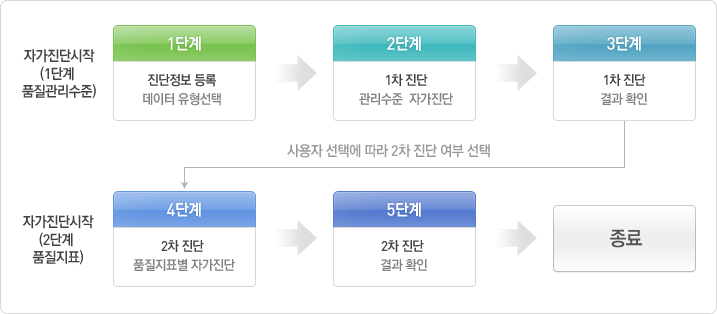 자가진단시작
(1단계
품질관리수준)
1단계
진단정보 등록
데이터 유형선택
2단계
1차 진단
관리수준 자가진단
3단계
1차 진단
결과 확인
사용자 선택에 따라 2차 진단 여부 선택
자가진단시작
(2단계
품질지표)
4단계
2차 진단
품질지표별 자가진단
5단계
2차 진단
결과 확인
종료